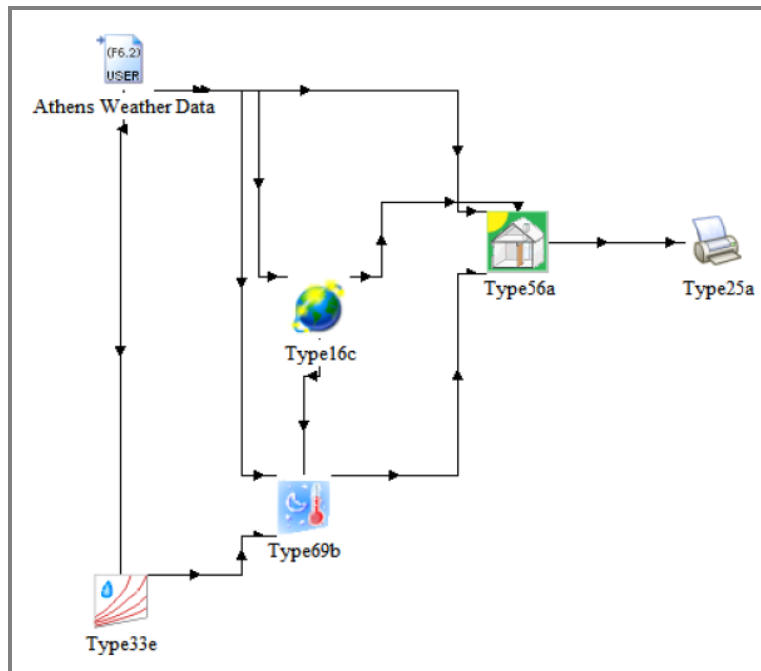 (F6.2)
USER
Athens Weather Data
Type56a
Type25a
Type16c
Type69b
Type33e